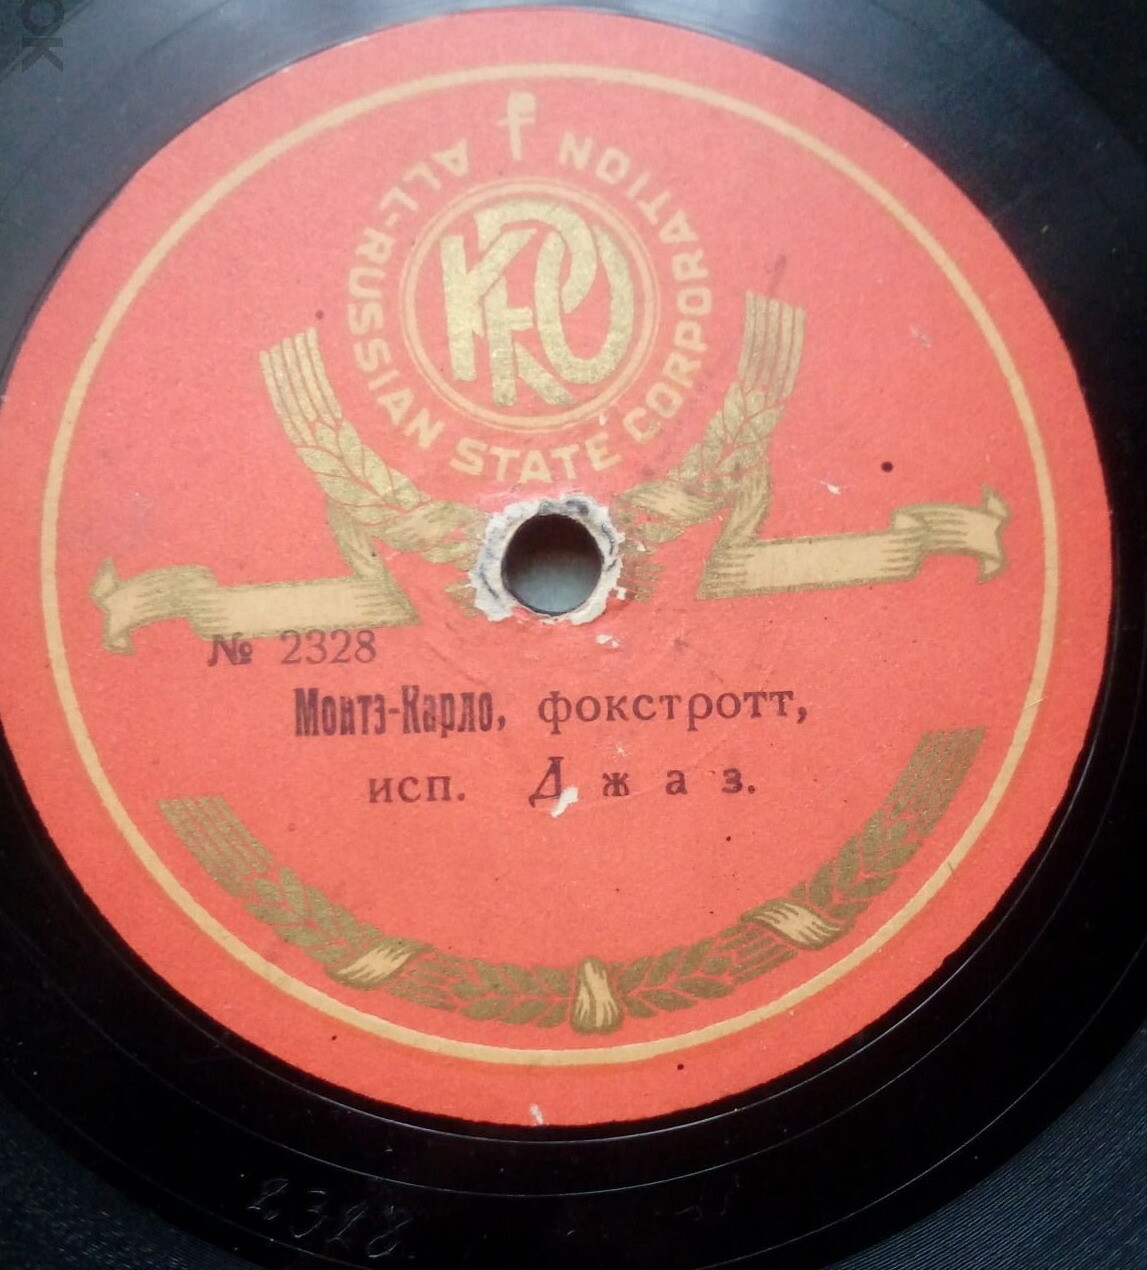 ALL-RUSSIAN STATE CORPORATION
№ 2328
Монтэ-Карло, фокстротт,
исп. Джаз.
2328